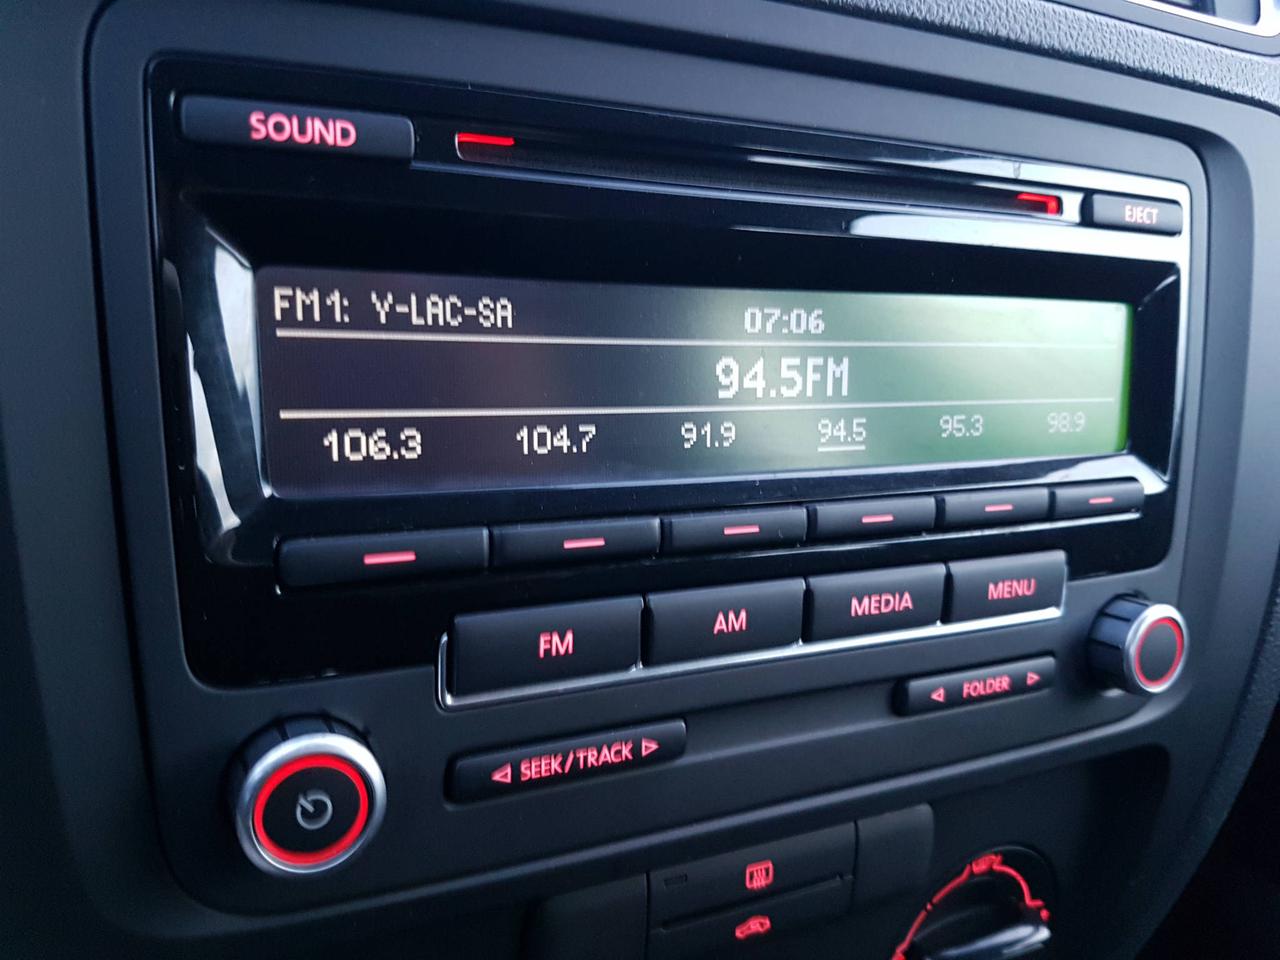 SOUND
EJECT
FM1: Y-LAC-SA 07:06
94.5FM
106.3 104.7 91.9 94.5 95.3 98.9
FM AM MEDIA MENU
SEEK/TRACK FOLDER